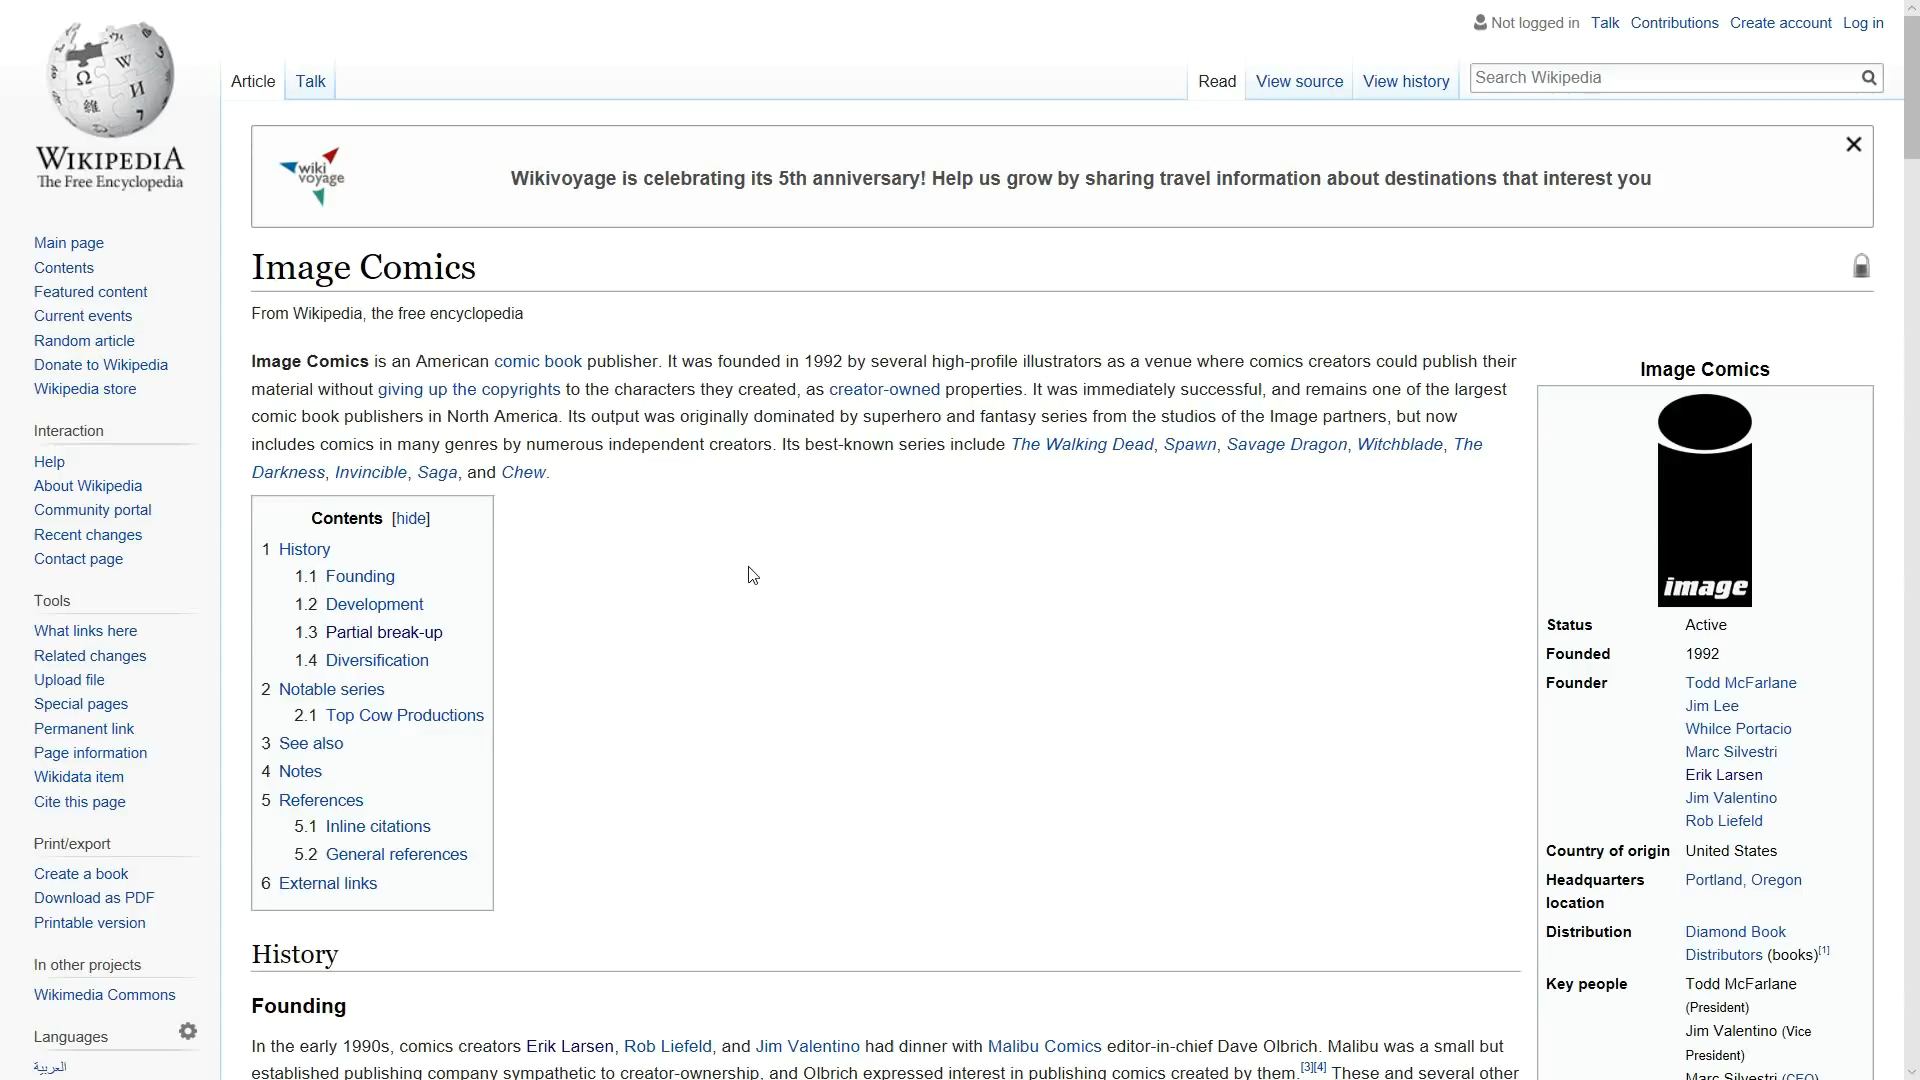 Not logged in Talk Contributions Create account Log in
Article Talk
Read View source View history Search Wikipedia
WIKIPEDIA
The Free Encyclopedia
wiki
voyage
Wikivoyage is celebrating its 5th anniversary! Help us grow by sharing travel information about destinations that interest you
Main page
Contents
Featured content
Current events
Random article
Donate to Wikipedia
Wikipedia store
Interaction
Help
About Wikipedia
Community portal
Recent changes
Contact page
Tools
What links here
Related changes
Upload file
Special pages
Permanent link
Page information
Wikidata item
Cite this page
Print/export
Create a book
Download as PDF
Printable version
In other projects
Wikimedia Commons
Languages
العربية
Image Comics
From Wikipedia, the free encyclopedia
Image Comics is an American comic book publisher. It was founded in 1992 by several high-profile illustrators as a venue where comics creators could publish their
material without giving up the copyrights to the characters they created, as creator-owned properties. It was immediately successful, and remains one of the largest
comic book publishers in North America. Its output was originally dominated by superhero and fantasy series from the studios of the Image partners, but now
includes comics in many genres by numerous independent creators. Its best-known series include The Walking Dead, Spawn, Savage Dragon, Witchblade, The
Darkness, Invincible, Saga, and Chew.
Contents [hide]
1 History
1.1 Founding
1.2 Development
1.3 Partial break-up
1.4 Diversification
2 Notable series
2.1 Top Cow Productions
3 See also
4 Notes
5 References
5.1 Inline citations
5.2 General references
6 External links
History
Founding
In the early 1990s, comics creators Erik Larsen, Rob Liefeld, and Jim Valentino had dinner with Malibu Comics editor-in-chief Dave Olbrich. Malibu was a small but
established publishing company sympathetic to creator-ownership, and Olbrich expressed interest in publishing comics created by them.[3][4] These and several other
Image Comics
image
Status Active
Founded 1992
Founder Todd McFarlane
Jim Lee
Whilce Portacio
Marc Silvestri
Erik Larsen
Jim Valentino
Rob Liefeld
Country of origin United States
Headquarters Portland, Oregon
location
Distribution Diamond Book
Distributors (books)[1]
Key people Todd McFarlane
(President)
Jim Valentino (Vice
President)
Marc Silvestri (CEO)